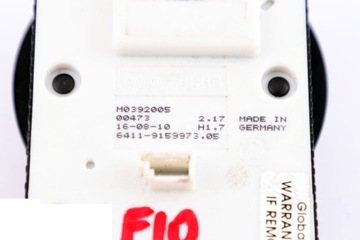 M0392005
00473 2.17 MADE IN
16-08-10 H1.7 GERMANY
6411-9159973.05
F10
Globa
WARRAN
IF REM